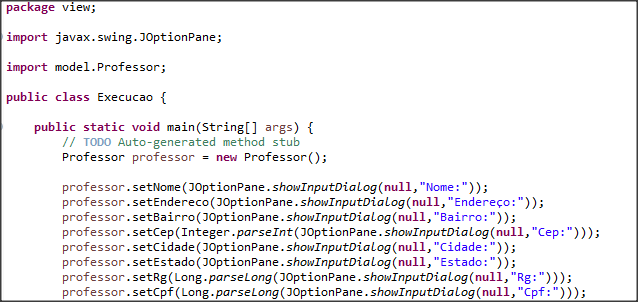 package view;
import javax.swing.JOptionPane;
import model.Professor;
public class Execucao {
public static void main(String[] args) {
// TODO Auto-generated method stub
Professor professor = new Professor();
professor.setNome(JOptionPane.showInputDialog(null,"Nome:"));
professor.setEndereco(JOptionPane.showInputDialog(null,"Endereço:"));
professor.setBairro(JOptionPane.showInputDialog(null,"Bairro:"));
professor.setCep(Integer.parseInt(JOptionPane.showInputDialog(null,"Cep:")));
professor.setCidade(JOptionPane.showInputDialog(null,"Cidade:"));
professor.setEstado(JOptionPane.showInputDialog(null,"Estado:"));
professor.setRg(Long.parseLong(JOptionPane.showInputDialog(null,"Rg:")));
professor.setCpf(Long.parseLong(JOptionPane.showInputDialog(null,"Cpf:")));